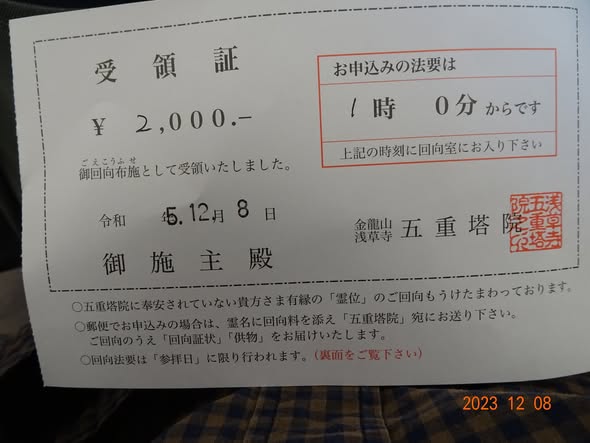 受領証
¥ 2,000.-
ごえこうふせ
御回向布施として受領いたしました。
令和 年5.12月8日
御施主殿
お申込みの法要は
1時 0分からです
上記の時刻に回向室にお入り下さい
金龍山
浅草寺 五重塔院
浅草寺
五重塔
院之印
○五重塔院に奉安されていない貴方さま有縁の「霊位」のご回向もうけたまわっております。
○郵便でお申込みの場合は、霊名に回向料を添え「五重塔院」宛にお送り下さい。
ご回向のうえ「回向証状」「供物」をお届けいたします。
○回向法要は「参拝日」に限り行われます。(裏面をご覧下さい)
2023 12 08